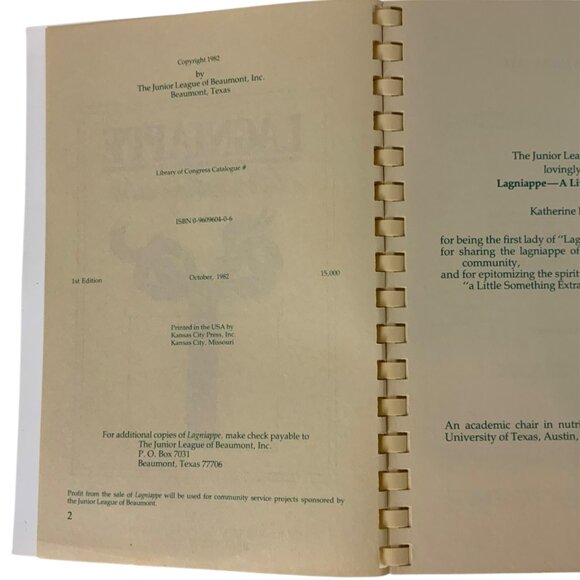 Copyright 1982
by
The Junior League of Beaumont, Inc.
Beaumont, Texas
Library of Congress Catalogue #
ISBN 0-9609604-0-6
1st Edition October, 1982 15,000
Printed in the USA by
Kansas City Press, Inc.
Kansas City, Missouri
For additional copies of Lagniappe, make check payable to
The Junior League of Beaumont, Inc.
P. O. Box 7031
Beaumont, Texas 77706
Profit from the sale of Lagniappe will be used for community service projects sponsored by
the Junior League of Beaumont.
2
The Junior Lea
lovingly
Lagniappe—A Li
Katherine
for being the first lady of "Lag
for sharing the lagniappe of
community,
and for epitomizing the spirit
"a Little Something Extra
An academic chair in nutri
University of Texas, Austin,